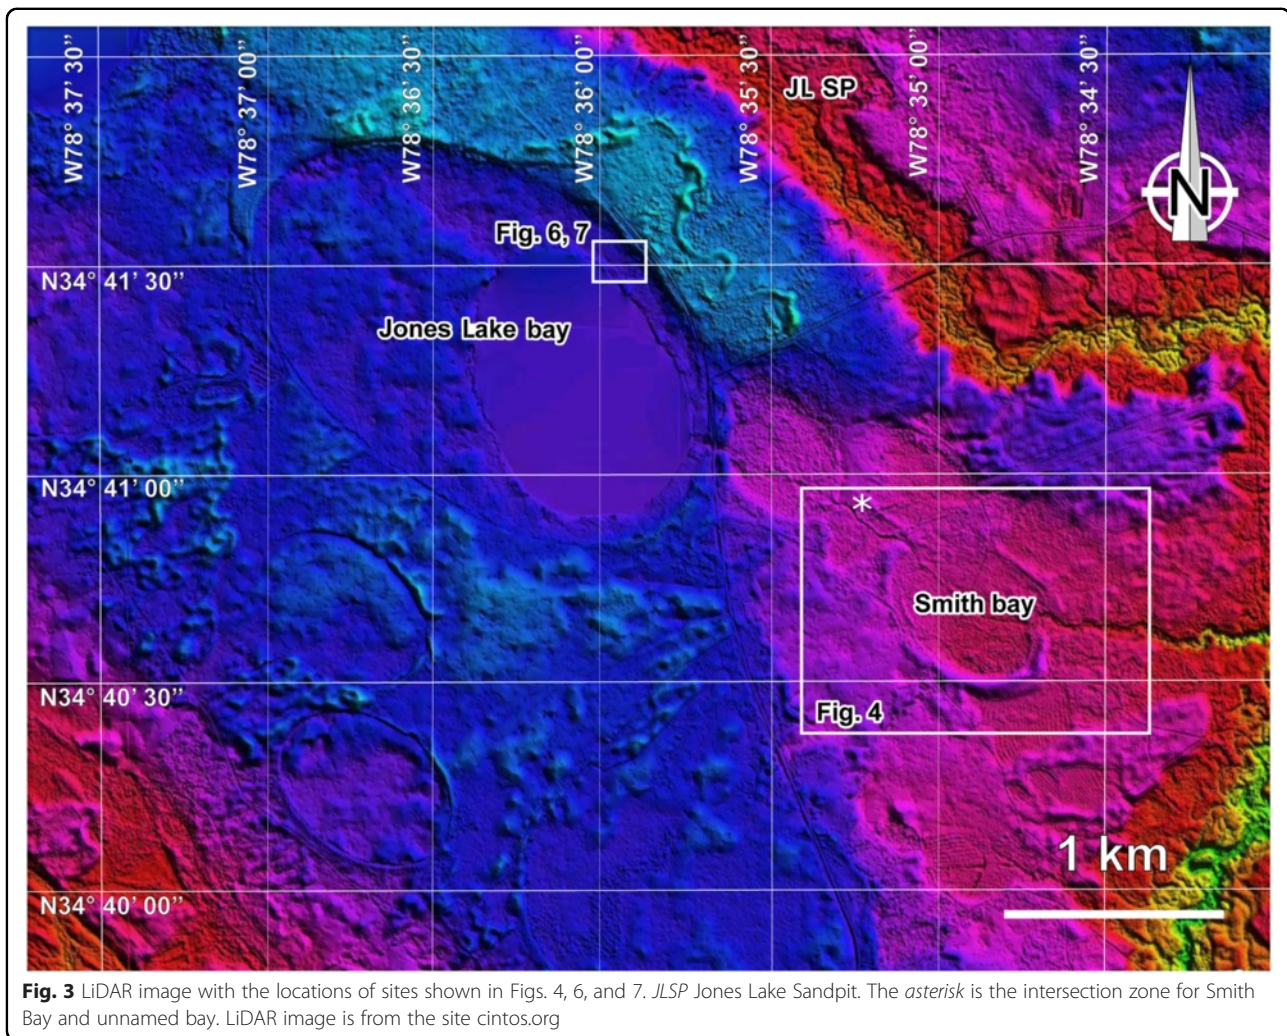 W78° 37' 30”
W78° 37' 00”
W78° 36' 30”
W78° 36' 00”
W78° 35' 30”
W78° 35' 00”
W78° 34' 30”
JL SP
N
Fig. 6, 7
N34° 41' 30”
Jones Lake bay
N34° 41' 00”
*
Smith bay
N34° 40' 30”
Fig. 4
1 km
N34° 40' 00”
Fig. 3 LiDAR image with the locations of sites shown in Figs. 4, 6, and 7. JLSP Jones Lake Sandpit. The asterisk is the intersection zone for Smith
Bay and unnamed bay. LiDAR image is from the site cintos.org